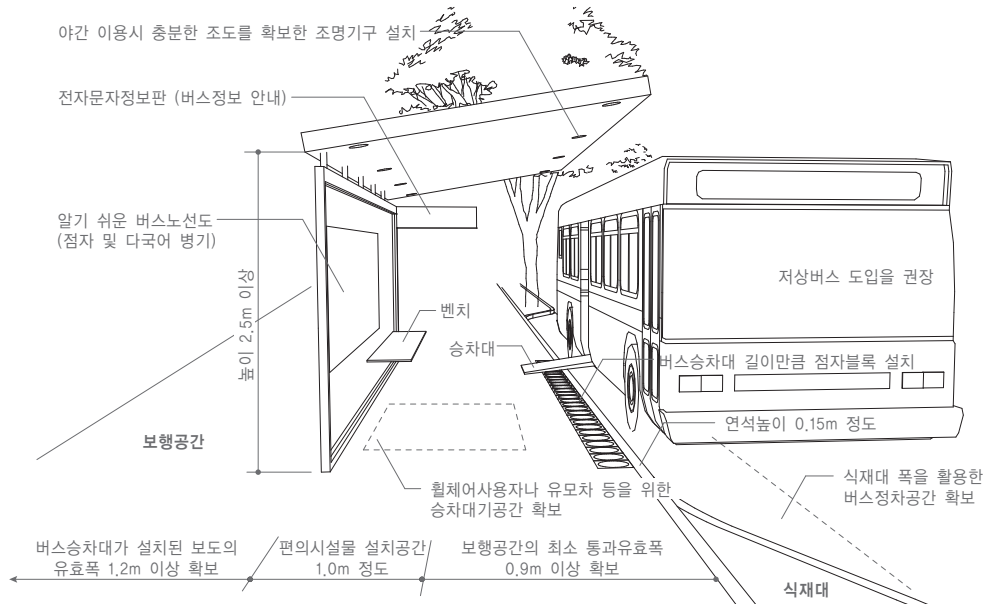 야간 이용시 충분한 조도를 확보한 조명기구 설치
전자문자정보판 (버스정보 안내)
알기 쉬운 버스노선도
(점자 및 다국어 병기)
높이 2.5m 이상
저상버스 도입을 권장
벤치
승차대
버스승차대 길이만큼 점자블록 설치
연석높이 0.15m 정도
보행공간
식재대 폭을 활용한
버스정차공간 확보
휠체어사용자나 유모차 등을 위한
승차대기공간 확보
버스승차대가 설치된 보도의
유효폭 1.2m 이상 확보
편의시설물 설치공간
1.0m 정도
보행공간의 최소 통과유효폭
0.9m 이상 확보
식재대